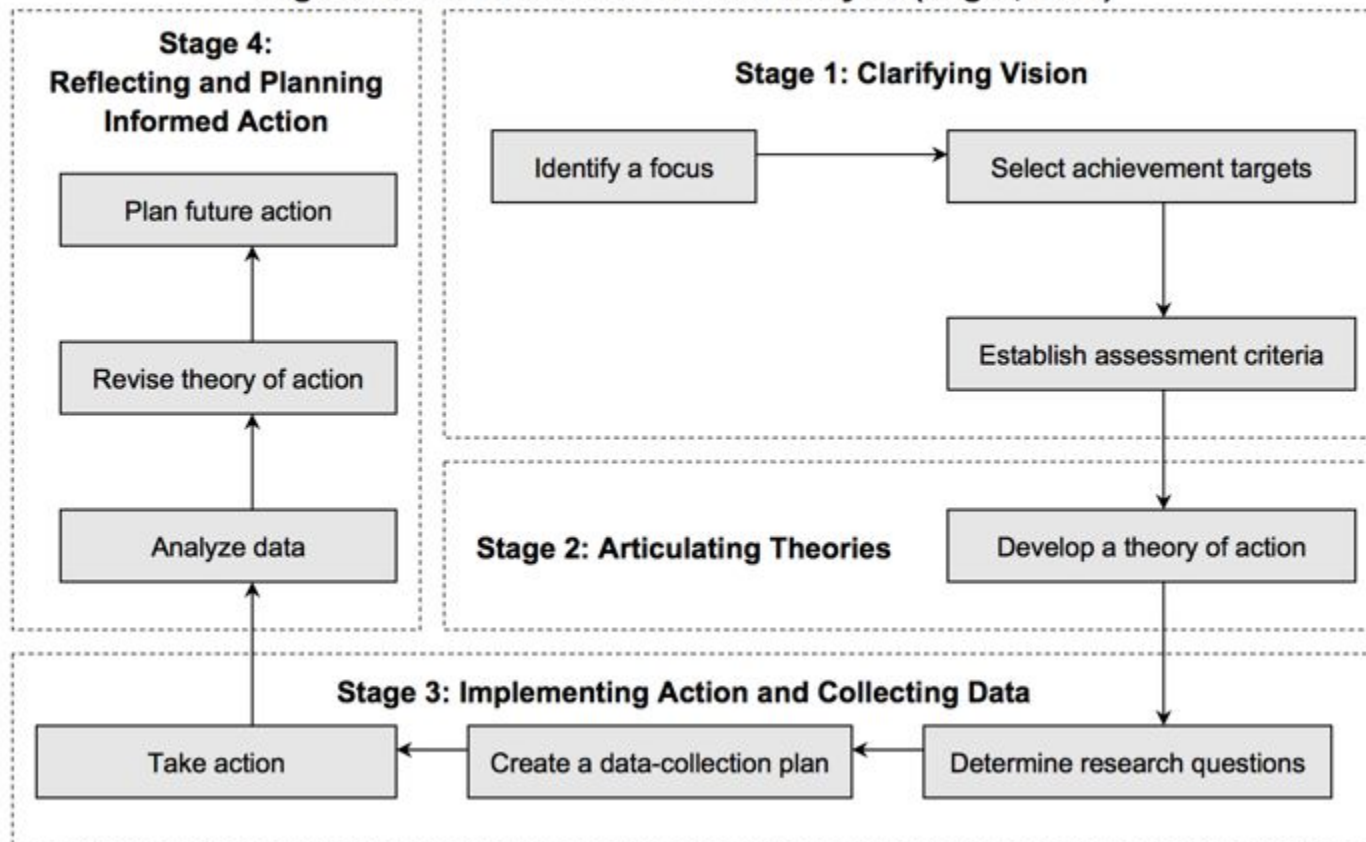 Stage 4:
Reflecting and Planning
Informed Action
Plan future action
Revise theory of action
Analyze data
Stage 1: Clarifying Vision
Identify a focus
Select achievement targets
Establish assessment criteria
Stage 2: Articulating Theories
Develop a theory of action
Stage 3: Implementing Action and Collecting Data
Take action
Create a data-collection plan
Determine research questions